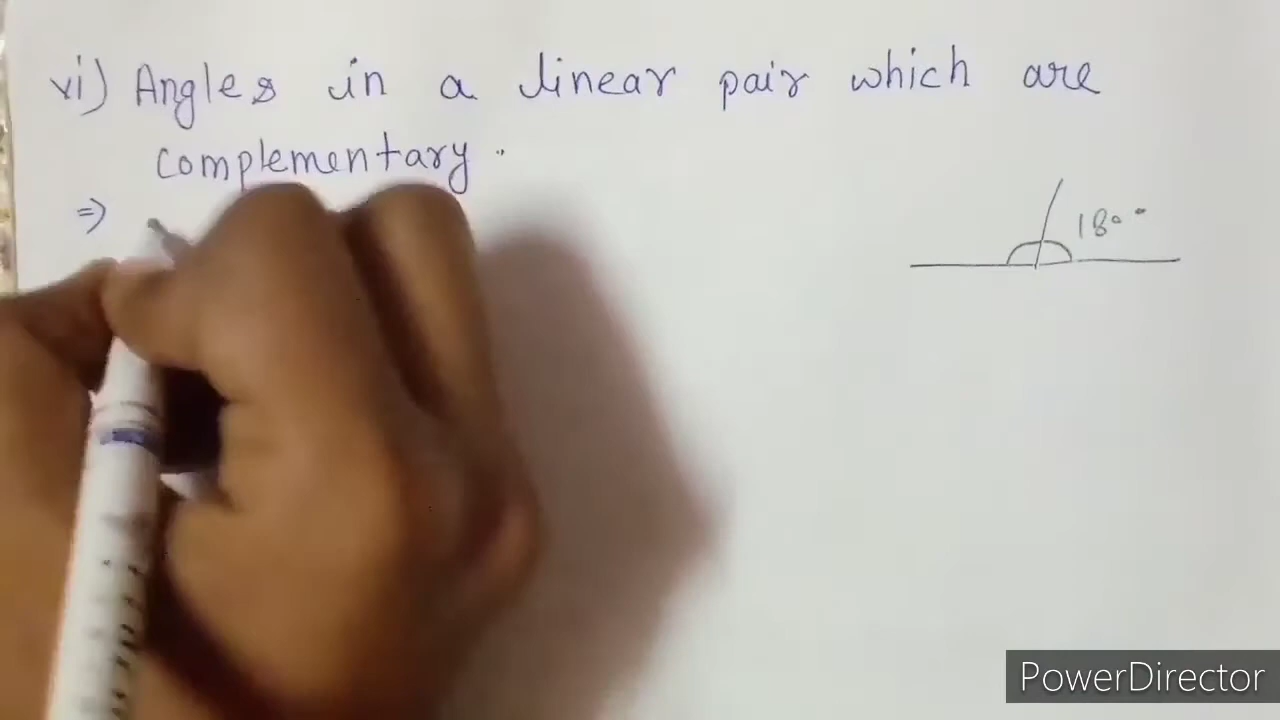 vi) Angles in a linear pair which are
complementary.
⇒
180°
PowerDirector